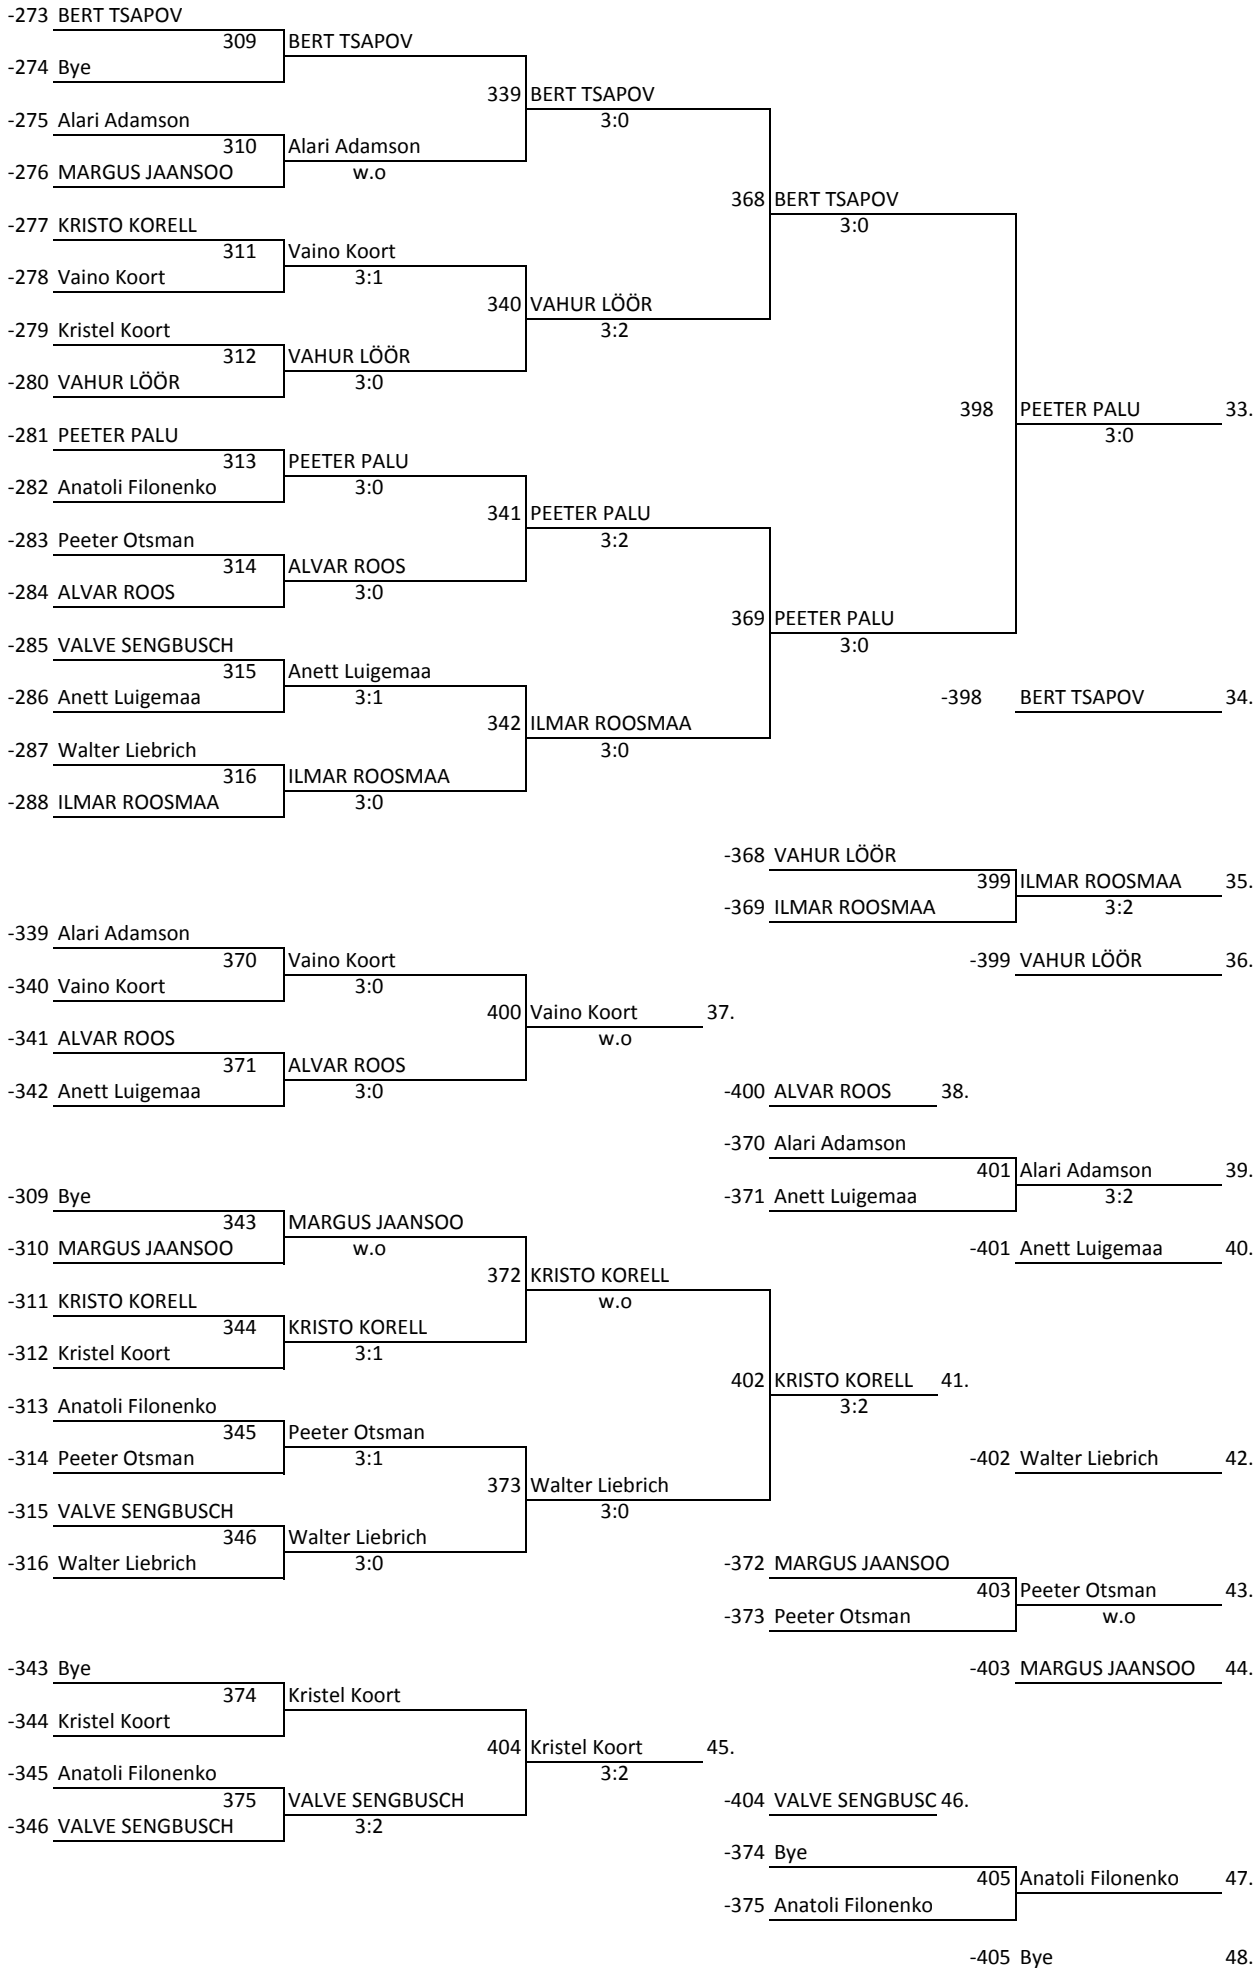 -273 BERT TSAPOV
309 BERT TSAPOV
-274 Bye
339 BERT TSAPOV
3:0
-275 Alari Adamson
310 Alari Adamson
w.o
-276 MARGUS JAANSOO
368 BERT TSAPOV
3:0
-277 KRISTO KORELL
311 Vaino Koort
3:1
-278 Vaino Koort
340 VAHUR LÖÖR
3:2
-279 Kristel Koort
312 VAHUR LÖÖR
3:0
-280 VAHUR LÖÖR
398 PEETER PALU 33.
3:0
-281 PEETER PALU
313 PEETER PALU
3:0
-282 Anatoli Filonenko
341 PEETER PALU
3:2
-283 Peeter Otsman
314 ALVAR ROOS
3:0
-284 ALVAR ROOS
369 PEETER PALU
3:0
-285 VALVE SENGBUSCH
315 Anett Luigemaa
3:1
-286 Anett Luigemaa
-398 BERT TSAPOV 34.
342 ILMAR ROOSMAA
3:0
-287 Walter Liebrich
316 ILMAR ROOSMAA
3:0
-288 ILMAR ROOSMAA
-368 VAHUR LÖÖR
399 ILMAR ROOSMAA 35.
3:2
-369 ILMAR ROOSMAA
-339 Alari Adamson
370 Vaino Koort
3:0
-399 VAHUR LÖÖR 36.
-340 Vaino Koort
400 Vaino Koort 37.
w.o
-341 ALVAR ROOS
371 ALVAR ROOS
3:0
-342 Anett Luigemaa
-400 ALVAR ROOS 38.
-370 Alari Adamson
401 Alari Adamson 39.
3:2
-371 Anett Luigemaa
-309 Bye
343 MARGUS JAANSOO
w.o
-310 MARGUS JAANSOO
-401 Anett Luigemaa 40.
372 KRISTO KORELL
w.o
-311 KRISTO KORELL
344 KRISTO KORELL
3:1
-312 Kristel Koort
402 KRISTO KORELL 41.
3:2
-313 Anatoli Filonenko
345 Peeter Otsman
3:1
-314 Peeter Otsman
-402 Walter Liebrich 42.
373 Walter Liebrich
3:0
-315 VALVE SENGBUSCH
346 Walter Liebrich
3:0
-316 Walter Liebrich
-372 MARGUS JAANSOO
403 Peeter Otsman 43.
w.o
-373 Peeter Otsman
-343 Bye
374 Kristel Koort
-403 MARGUS JAANSOO 44.
-344 Kristel Koort
404 Kristel Koort 45.
3:2
-345 Anatoli Filonenko
375 VALVE SENGBUSCH
3:2
-404 VALVE SENGBUSC 46.
-346 VALVE SENGBUSCH
-374 Bye
405 Anatoli Filonenko 47.
-375 Anatoli Filonenko
-405 Bye 48.